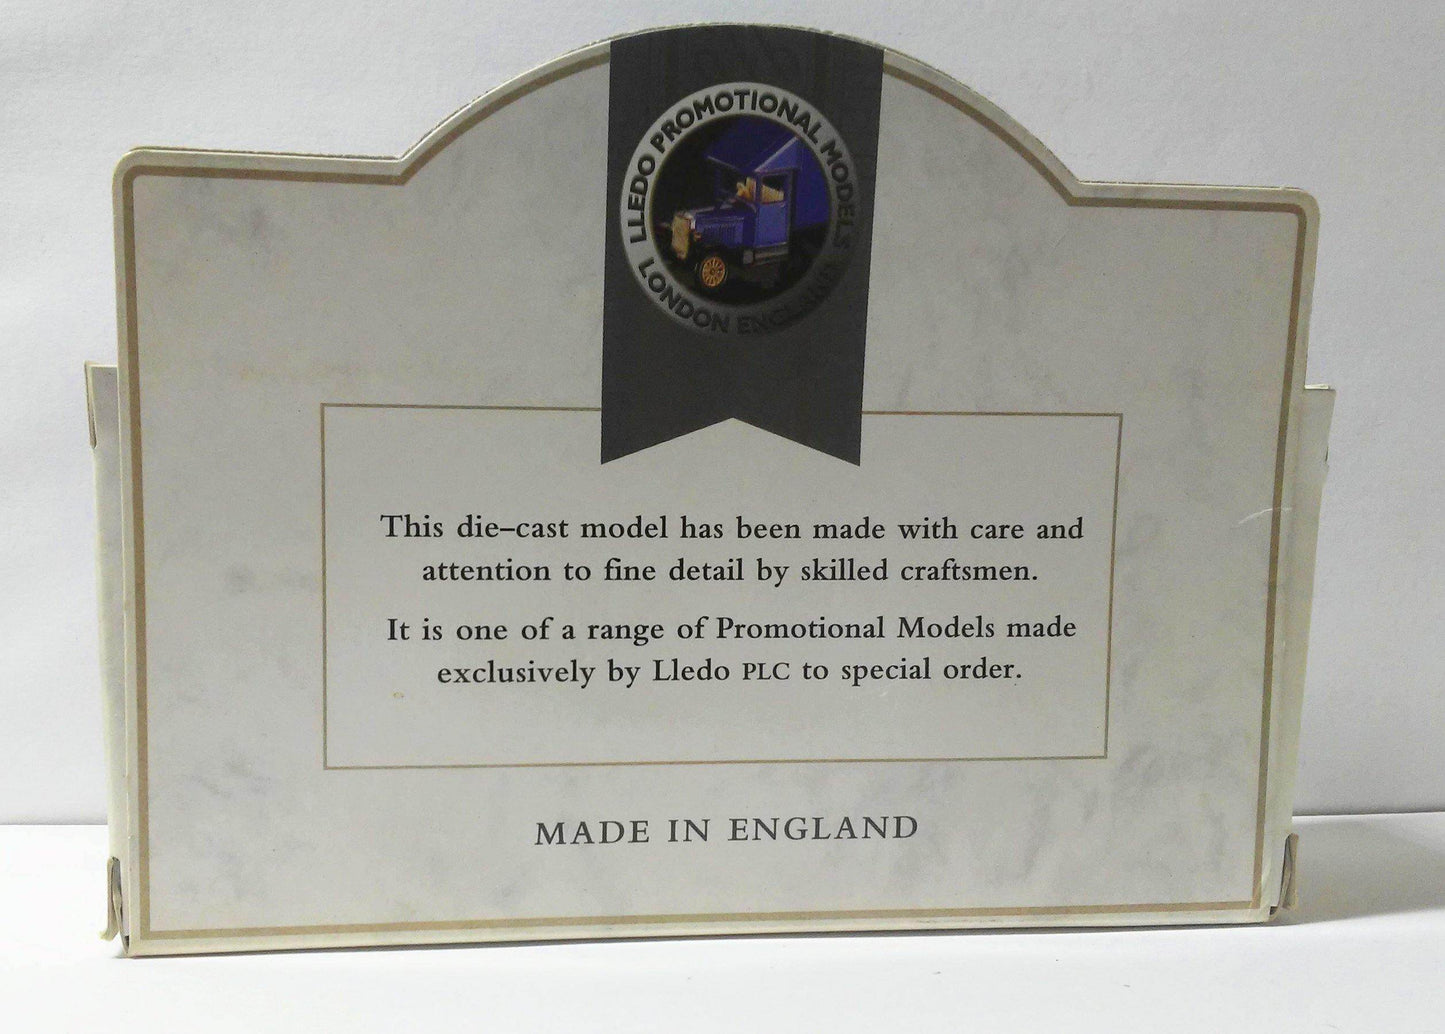 LLEDO PROMOTIONAL MODELS
LONDON ENGLAND
This die-cast model has been made with care and
attention to fine detail by skilled craftsmen.
It is one of a range of Promotional Models made
exclusively by Lledo PLC to special order.
MADE IN ENGLAND